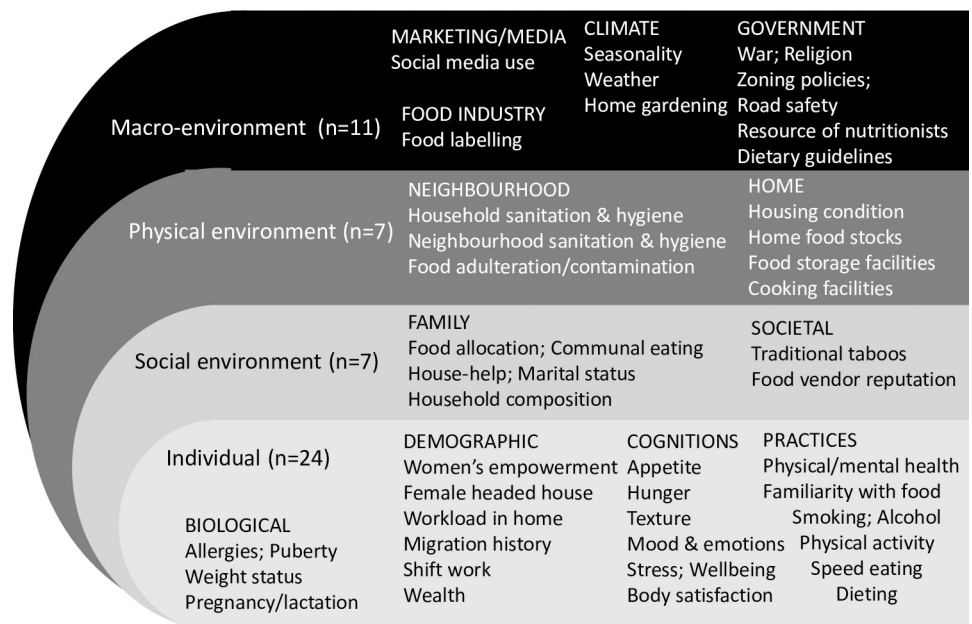 Macro-environment (n=11)
MARKETING/MEDIA
Social media use
FOOD INDUSTRY
Food labelling
CLIMATE
Seasonality
Weather
Home gardening
GOVERNMENT
War; Religion
Zoning policies;
Road safety
Resource of nutritionists
Dietary guidelines
Physical environment (n=7)
NEIGHBOURHOOD
Household sanitation & hygiene
Neighbourhood sanitation & hygiene
Food adulteration/contamination
HOME
Housing condition
Home food stocks
Food storage facilities
Cooking facilities
Social environment (n=7)
FAMILY
Food allocation; Communal eating
House-help; Marital status
Household composition
SOCIETAL
Traditional taboos
Food vendor reputation
Individual (n=24)
BIOLOGICAL
Allergies; Puberty
Weight status
Pregnancy/lactation
DEMOGRAPHIC
Women's empowerment
Female headed house
Workload in home
Migration history
Shift work
Wealth
COGNITIONS
Appetite
Hunger
Texture
Mood & emotions
Stress; Wellbeing
Body satisfaction
PRACTICES
Physical/mental health
Familiarity with food
Smoking; Alcohol
Physical activity
Speed eating
Dieting